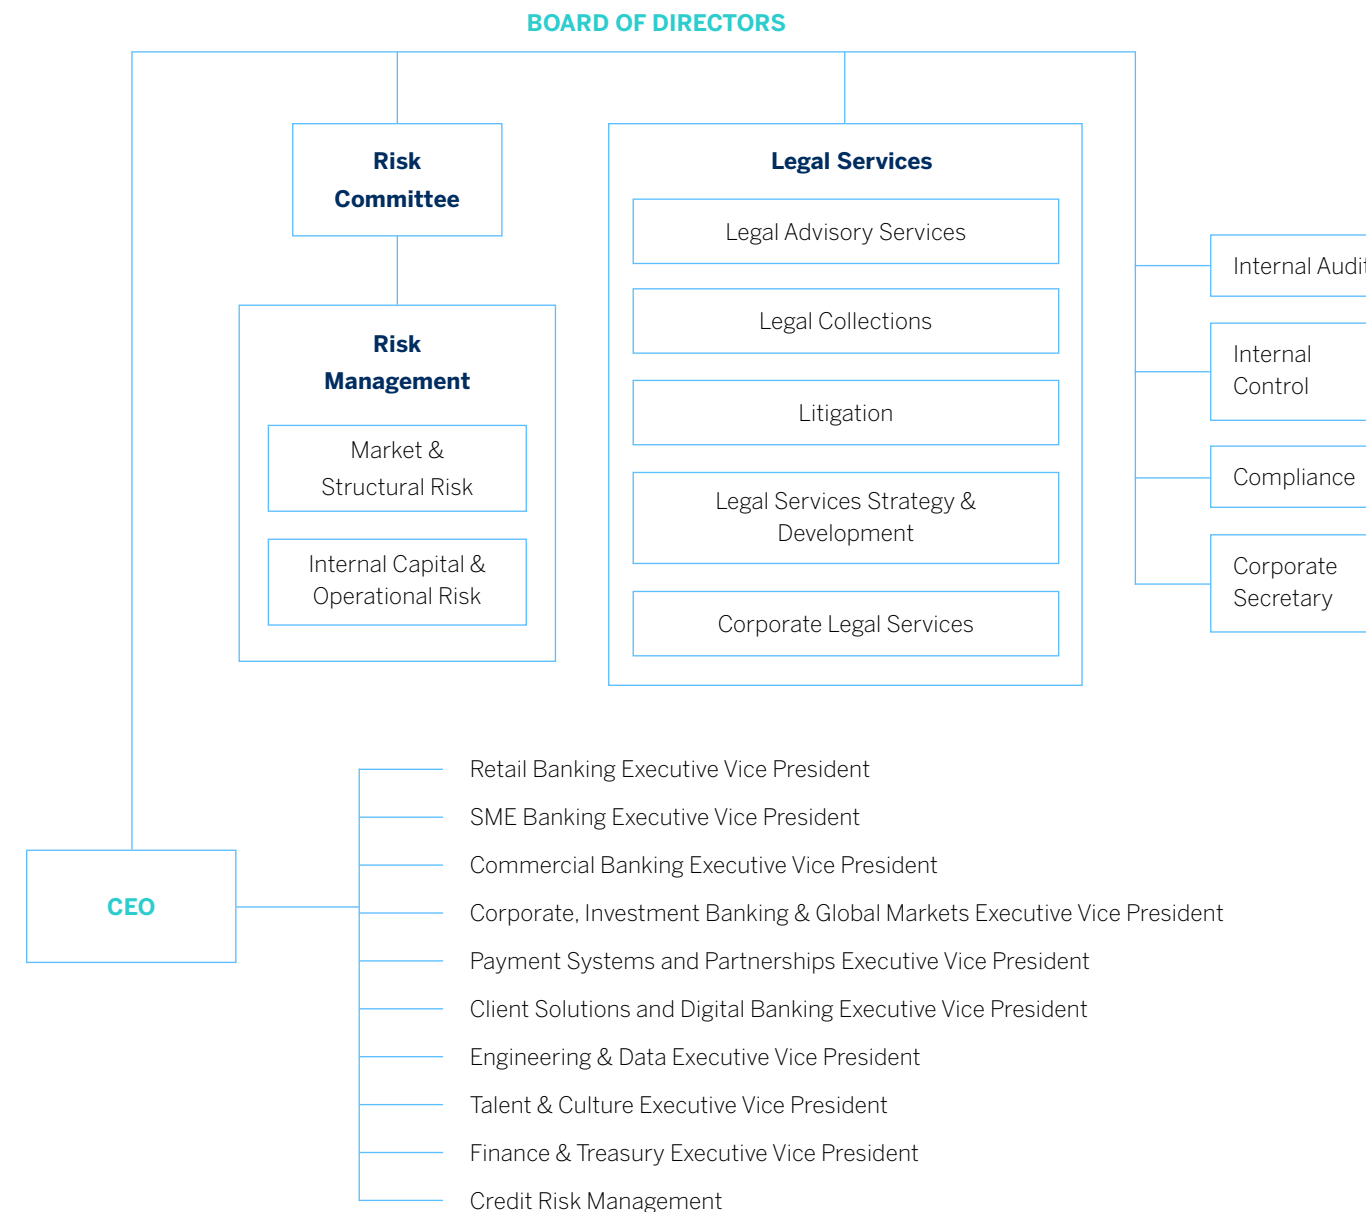 BOARD OF DIRECTORS
Risk
Committee
Risk
Management
Market &
Structural Risk
Internal Capital &
Operational Risk
Legal Services
Legal Advisory Services
Legal Collections
Litigation
Legal Services Strategy &
Development
Corporate Legal Services
Internal Audit
Internal
Control
Compliance
Corporate
Secretary
CEO
Retail Banking Executive Vice President
SME Banking Executive Vice President
Commercial Banking Executive Vice President
Corporate, Investment Banking & Global Markets Executive Vice President
Payment Systems and Partnerships Executive Vice President
Client Solutions and Digital Banking Executive Vice President
Engineering & Data Executive Vice President
Talent & Culture Executive Vice President
Finance & Treasury Executive Vice President
Credit Risk Management